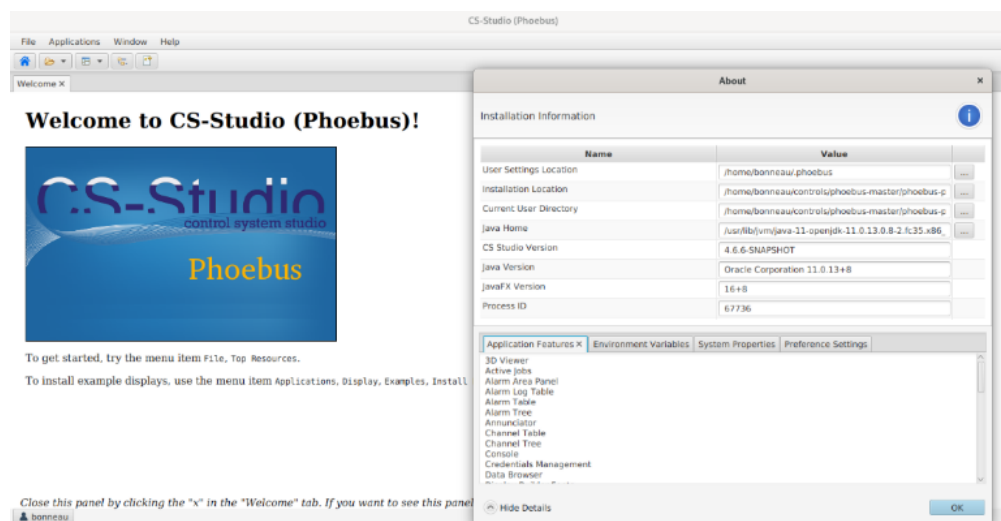 CS-Studio (Phoebus)
File Applications Window Help
Welcome ×
Welcome to CS-Studio (Phoebus)!
CS-Studio
control system studio
Phoebus
To get started, try the menu item File, Top Resources.
To install example displays, use the menu item Applications, Display, Examples, Install
Close this panel by clicking the "x" in the "Welcome" tab. If you want to see this panel
bonneau
About ×
Installation Information
Name Value
User Settings Location /home/bonneau/.phoebus ...
Installation Location /home/bonneau/controls/phoebus-master/phoebus-p ...
Current User Directory /home/bonneau/controls/phoebus-master/phoebus-p ...
Java Home /usr/lib/jvm/java-11-openjdk-11.0.13.0.8-2.fc35.x86_ ...
CS Studio Version 4.6.6-SNAPSHOT
Java Version Oracle Corporation 11.0.13+8
JavaFX Version 16+8
Process ID 67736
Application Features × Environment Variables System Properties Preference Settings
3D Viewer
Active Jobs
Alarm Area Panel
Alarm Log Table
Alarm Table
Alarm Tree
Annunciator
Channel Table
Channel Tree
Console
Credentials Management
Data Browser
Hide Details OK